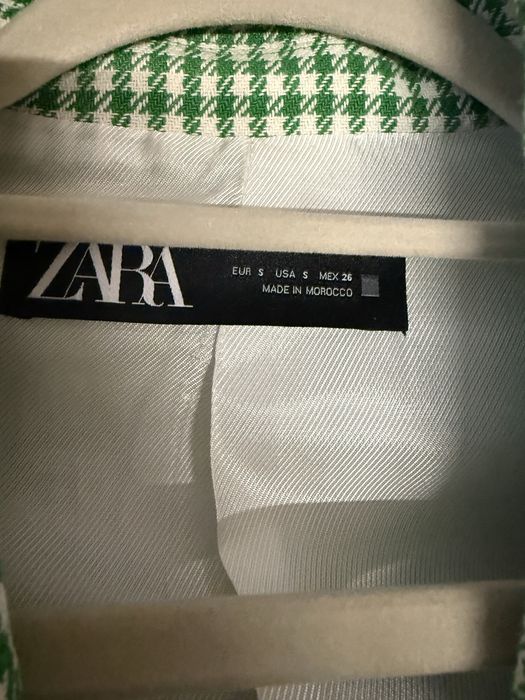 ZARA
EUR S USA S MEX 26
MADE IN MOROCCO